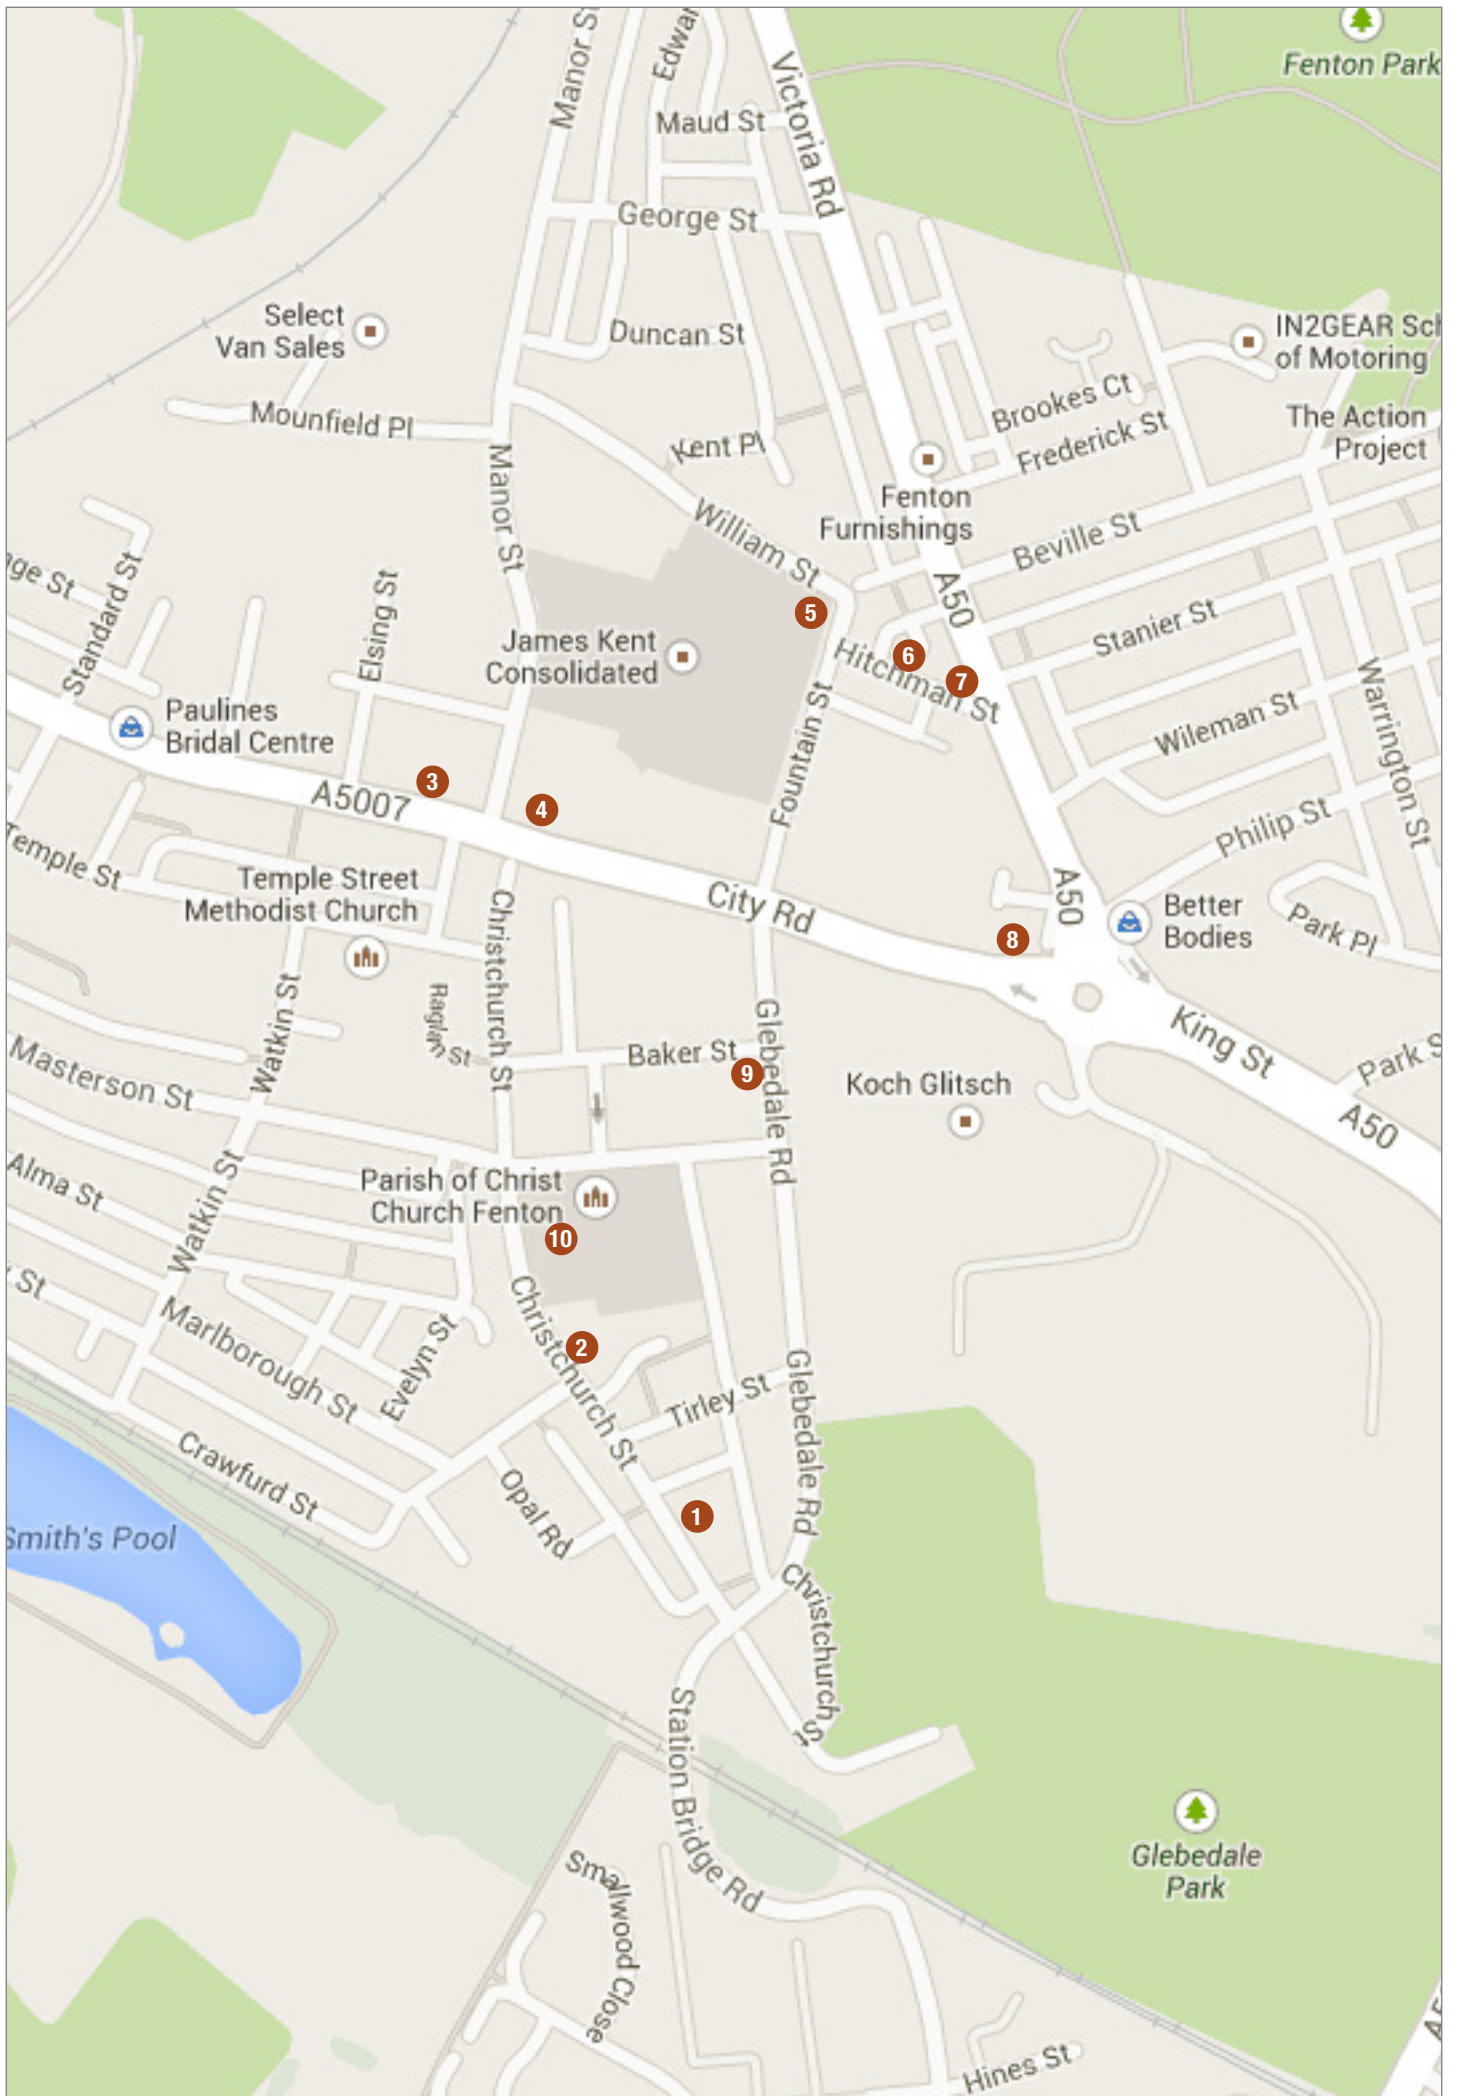 Manor St
Edwar
Victoria Rd
Fenton Park
Maud St
George St
Select
Van Sales
Duncan St
IN2GEAR Sch
of Motoring
Mounfield Pl
Brookes Ct
Frederick St
The Action
Project
Kent Pl
Manor St
Fenton
Furnishings
William St
Beville St
nge St
Standard St
Elsing St
A50
5
Stanier St
James Kent
Consolidated
Hitchman St
6
7
Warrington St
Paulines
Bridal Centre
Fountain St
Wileman St
3
A5007
4
Philip St
Temple St
Temple Street
Methodist Church
Christchurch St
City Rd
A50
Better
Bodies
Park Pl
8
Watkin St
Raglan St
Glebedale Rd
King St
Masterson St
Baker St
9
Koch Glitsch
Park S
A50
Alma St
Watkin St
Parish of Christ
Church Fenton
10
St
Christchurch St
Marlborough St
Evelyn St
2
Tirley St
Glebedale Rd
Crawfurd St
Opal Rd
1
Smith's Pool
Christchurch S
Station Bridge Rd
Glebedale
Park
Smallwood Close
Hines St